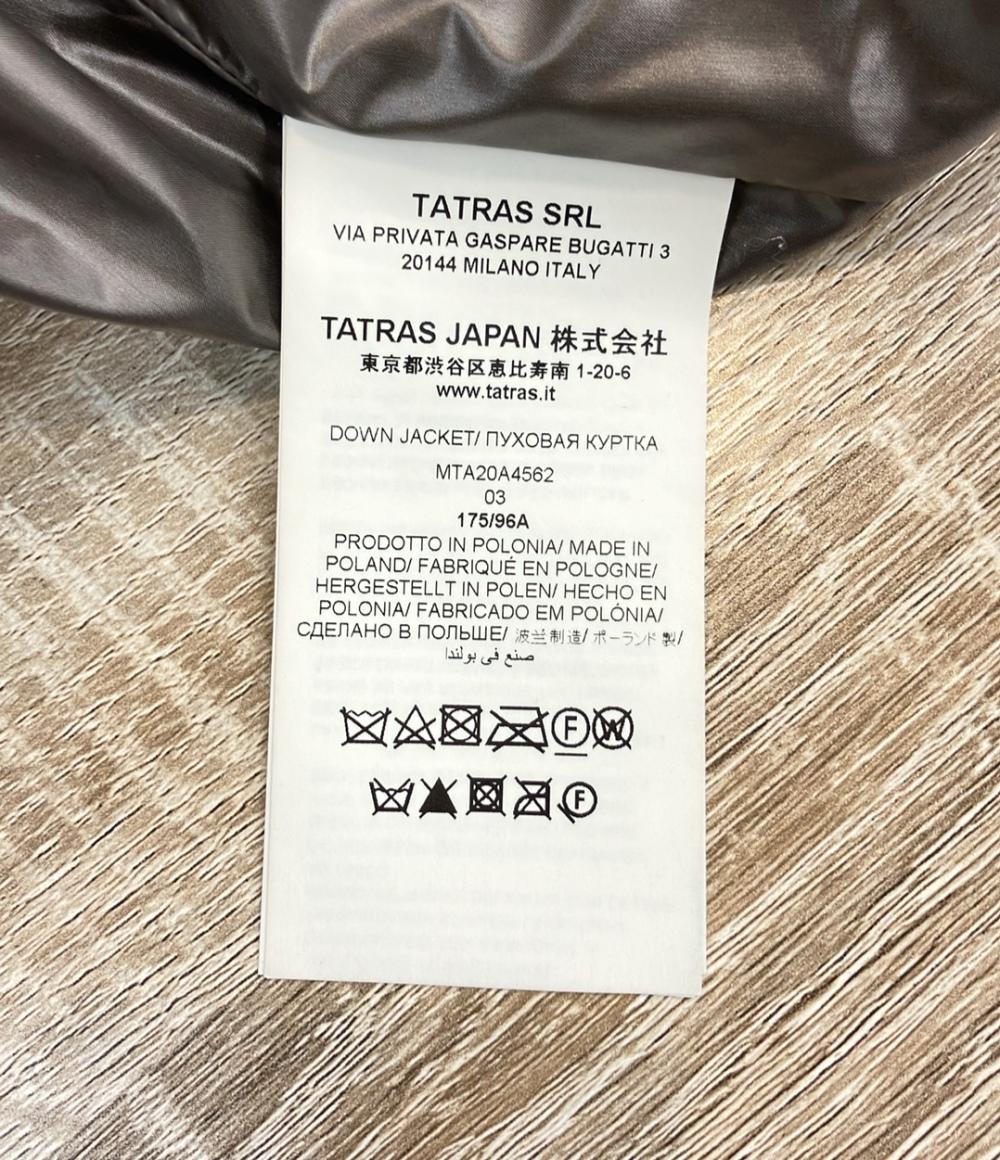 TATRAS SRL
VIA PRIVATA GASPARE BUGATTI 3
20144 MILANO ITALY
TATRAS JAPAN 株式会社
東京都渋谷区恵比寿南 1-20-6
www.tatras.it
DOWN JACKET/ ПУХОВАЯ КУРТКА
MTA20A4562
03
175/96A
PRODOTTO IN POLONIA/ MADE IN
POLAND/ FABRIQUÉ EN POLOGNE/
HERGESTELLT IN POLEN/ HECHO EN
POLONIA/ FABRICADO EM POLÓNIA/
СДЕЛАНО В ПОЛЬШЕ/ 波兰制造/ ポーランド製/
صنع في بولندا
F W
F